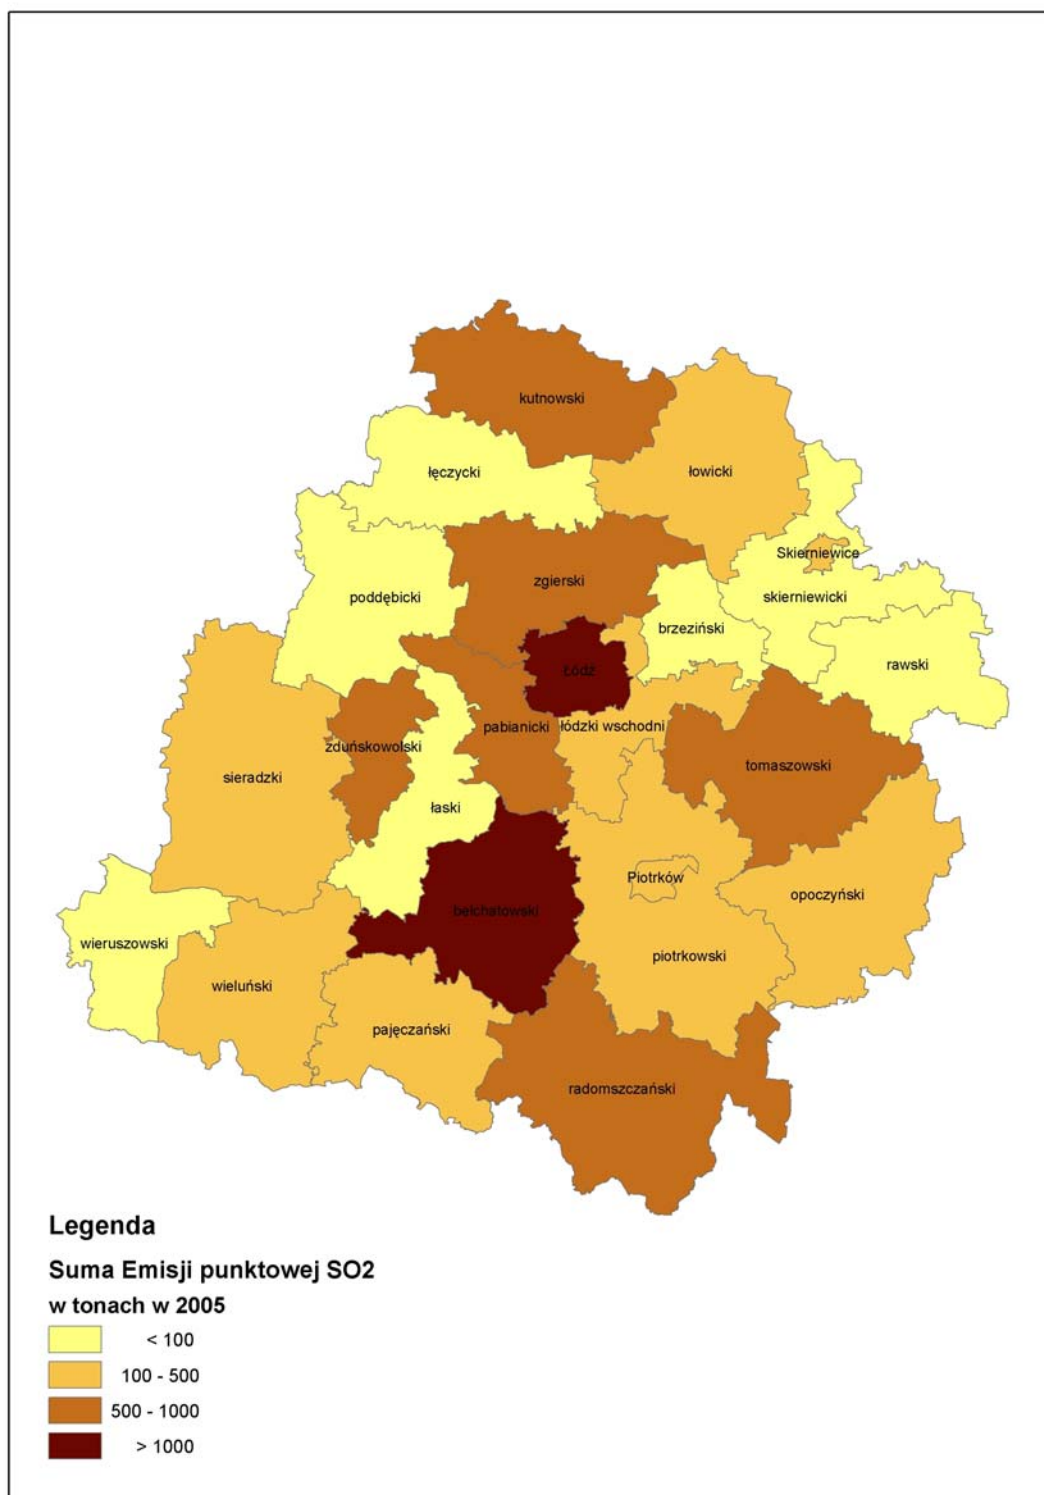 kutnowski
łęczycki
łowicki
Skierniewice
zgierski
poddębicki
skierniewicki
brzeziński
rawski
Łódź
pabianicki
łódzki wschodni
zduńskowolski
tomaszowski
sieradzki
łaski
Piotrków
opoczyński
bełchatowski
wieruszowski
piotrkowski
wieluński
pajęczański
radomszczański
Legenda
Suma Emisji punktowej SO2
w tonach w 2005
< 100
100 - 500
500 - 1000
> 1000